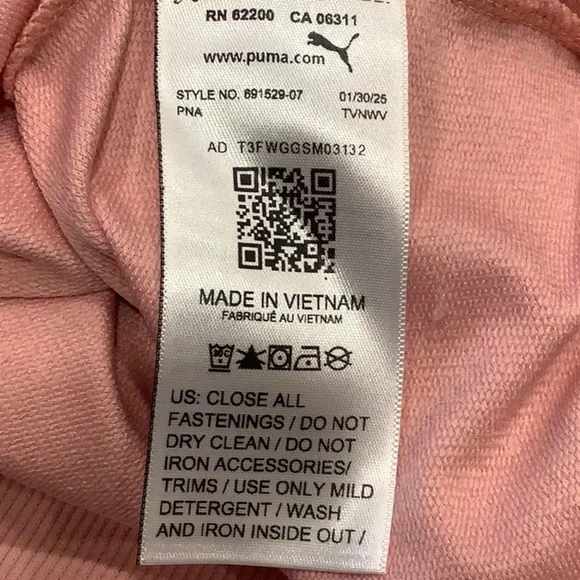 RN 62200 CA 06311
www.puma.com
STYLE NO. 691529-07 01/30/25
PNA TVNWV
AD T3FWGGSM03132
MADE IN VIETNAM
FABRIQUÉ AU VIETNAM
US: CLOSE ALL
FASTENINGS / DO NOT
DRY CLEAN / DO NOT
IRON ACCESSORIES/
TRIMS / USE ONLY MILD
DETERGENT / WASH
AND IRON INSIDE OUT /